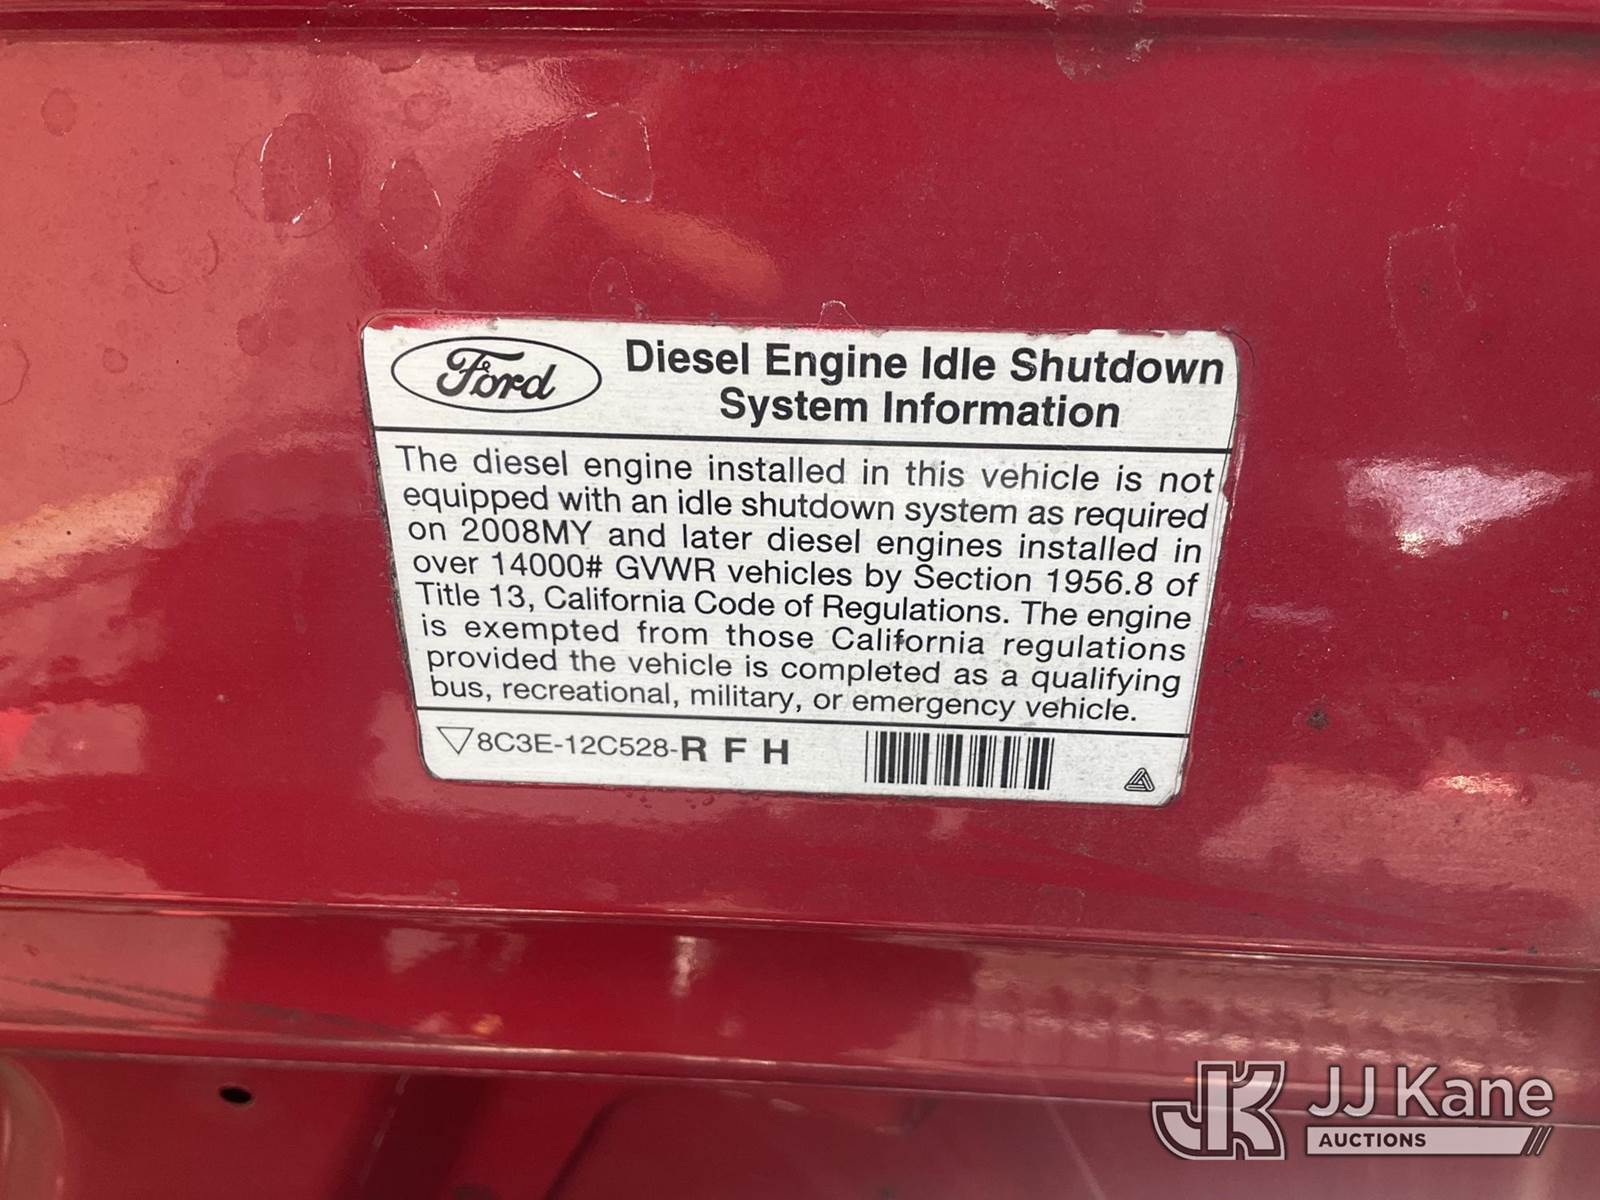 Ford
Diesel Engine Idle Shutdown
System Information
The diesel engine installed in this vehicle is not
equipped with an idle shutdown system as required
on 2008MY and later diesel engines installed in
over 14000# GVWR vehicles by Section 1956.8 of
Title 13, California Code of Regulations. The engine
is exempted from those California regulations
provided the vehicle is completed as a qualifying
bus, recreational, military, or emergency vehicle.
8C3E-12C528-R F H
JK JJ Kane
AUCTIONS